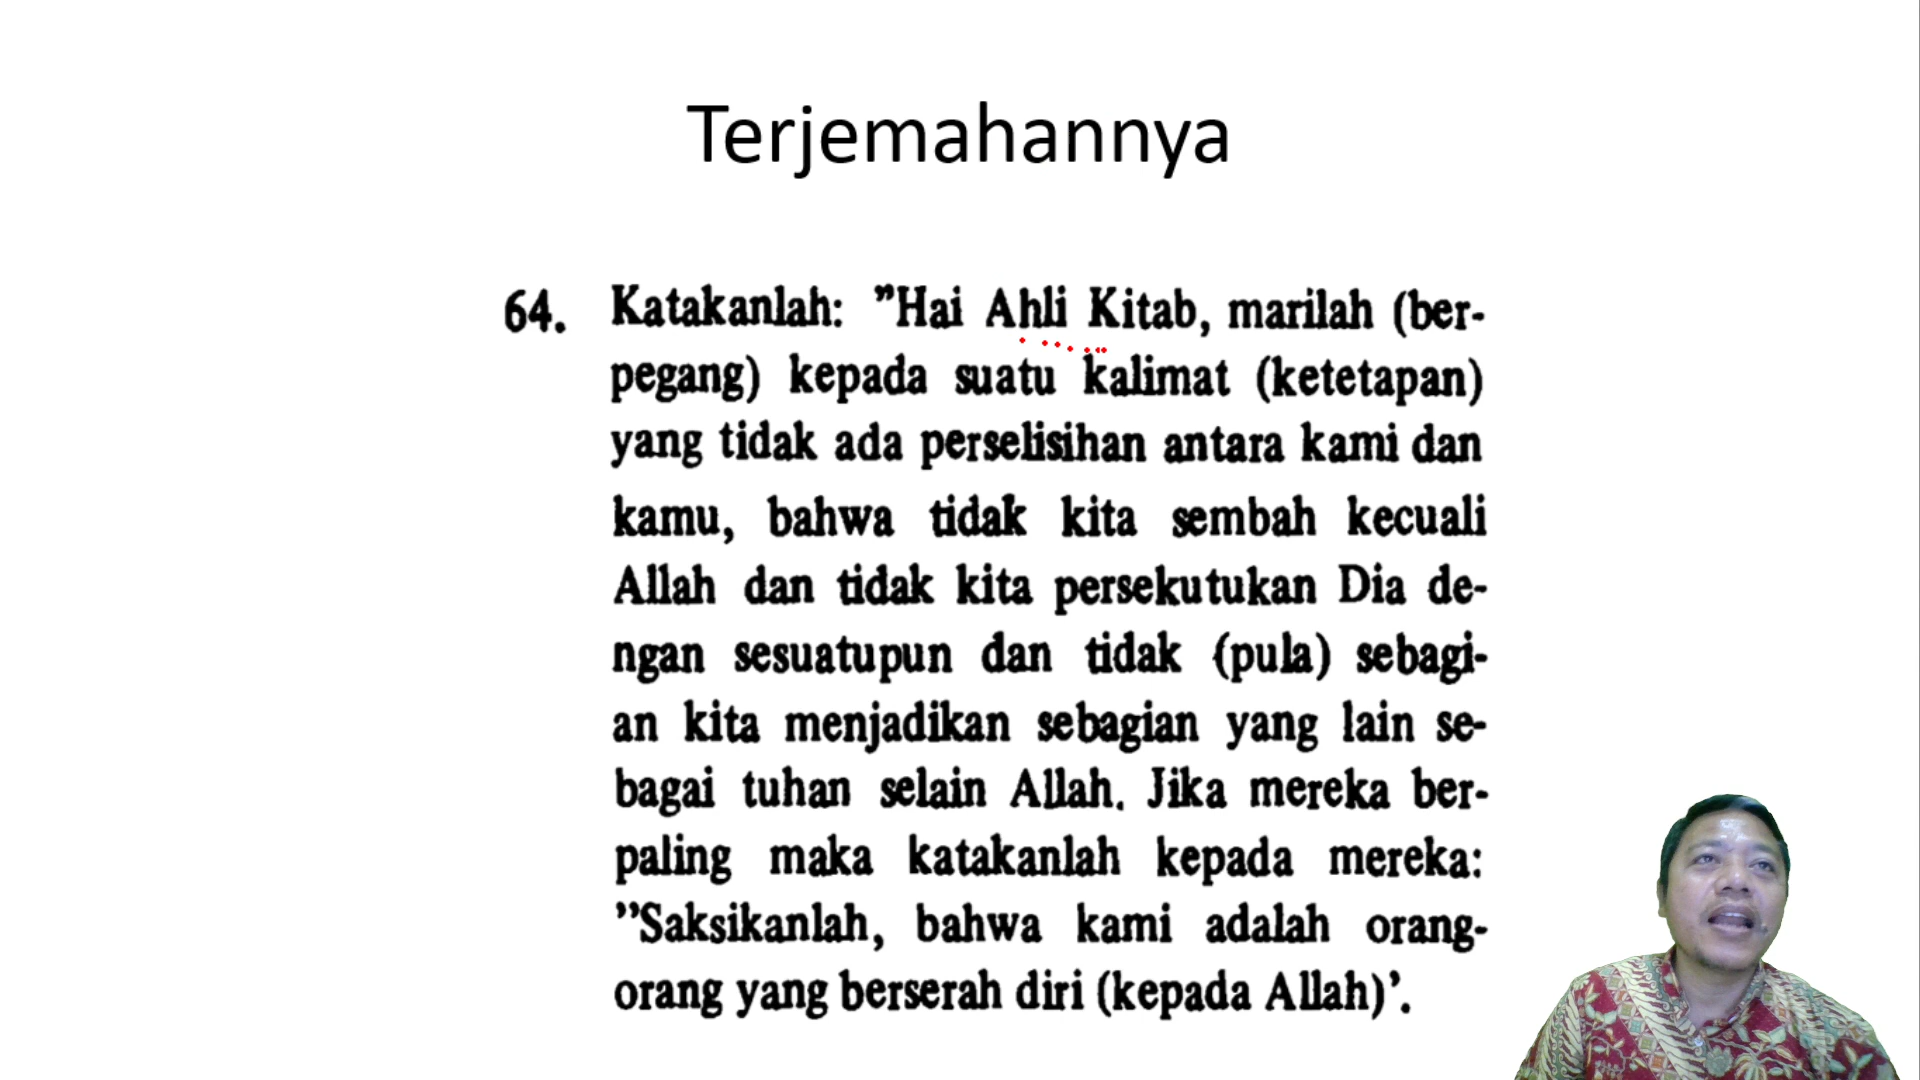 Terjemahannya
64. Katakanlah: ”Hai Ahli Kitab, marilah (ber-
pegang) kepada suatu kalimat (ketetapan)
yang tidak ada perselisihan antara kami dan
kamu, bahwa tidak kita sembah kecuali
Allah dan tidak kita persekutukan Dia de-
ngan sesuatupun dan tidak (pula) sebagi-
an kita menjadikan sebagian yang lain se-
bagai tuhan selain Allah. Jika mereka ber-
paling maka katakanlah kepada mereka:
”Saksikanlah, bahwa kami adalah orang-
orang yang berserah diri (kepada Allah)’.